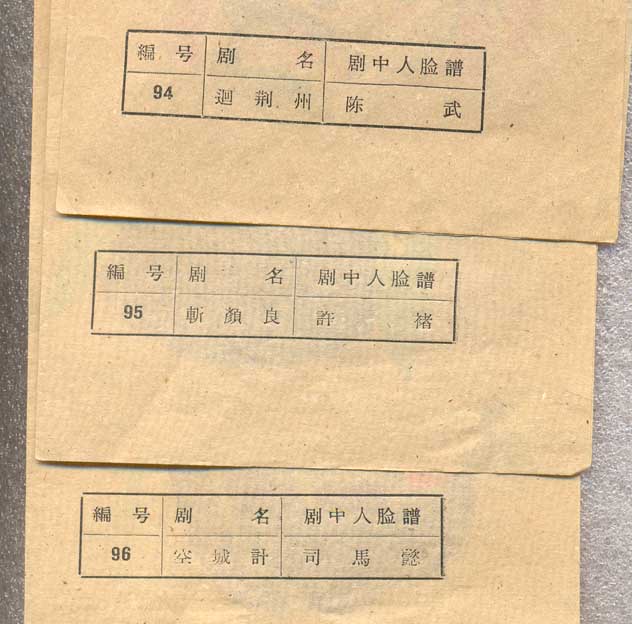 編号 剧名 剧中人脸譜
94 迴荆州 陈武
編号 剧名 剧中人脸譜
95 斬顏良 許褚
編号 剧名 剧中人脸譜
96 空城計 司馬懿